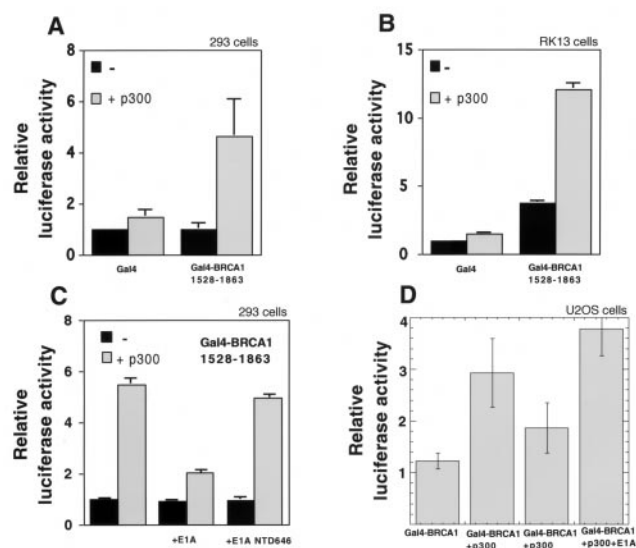 A
293 cells
8
6
4
2
0
Relative
luciferase activity
-
+ p300
Gal4
Gal4-BRCA1
1528-1863
B
RK13 cells
15
10
5
0
Relative
luciferase activity
-
+ p300
Gal4
Gal4-BRCA1
1528-1863
C
293 cells
8
6
4
2
0
Relative
luciferase activity
-
+ p300
Gal4-BRCA1
1528-1863
+E1A
+E1A NTD646
D
U2OS cells
4
3
2
1
Relative
luciferase activity
Gal4-BRCA1
Gal4-BRCA1
+p300
Gal4-BRCA1
+p300
Gal4-BRCA1
+p300+E1A